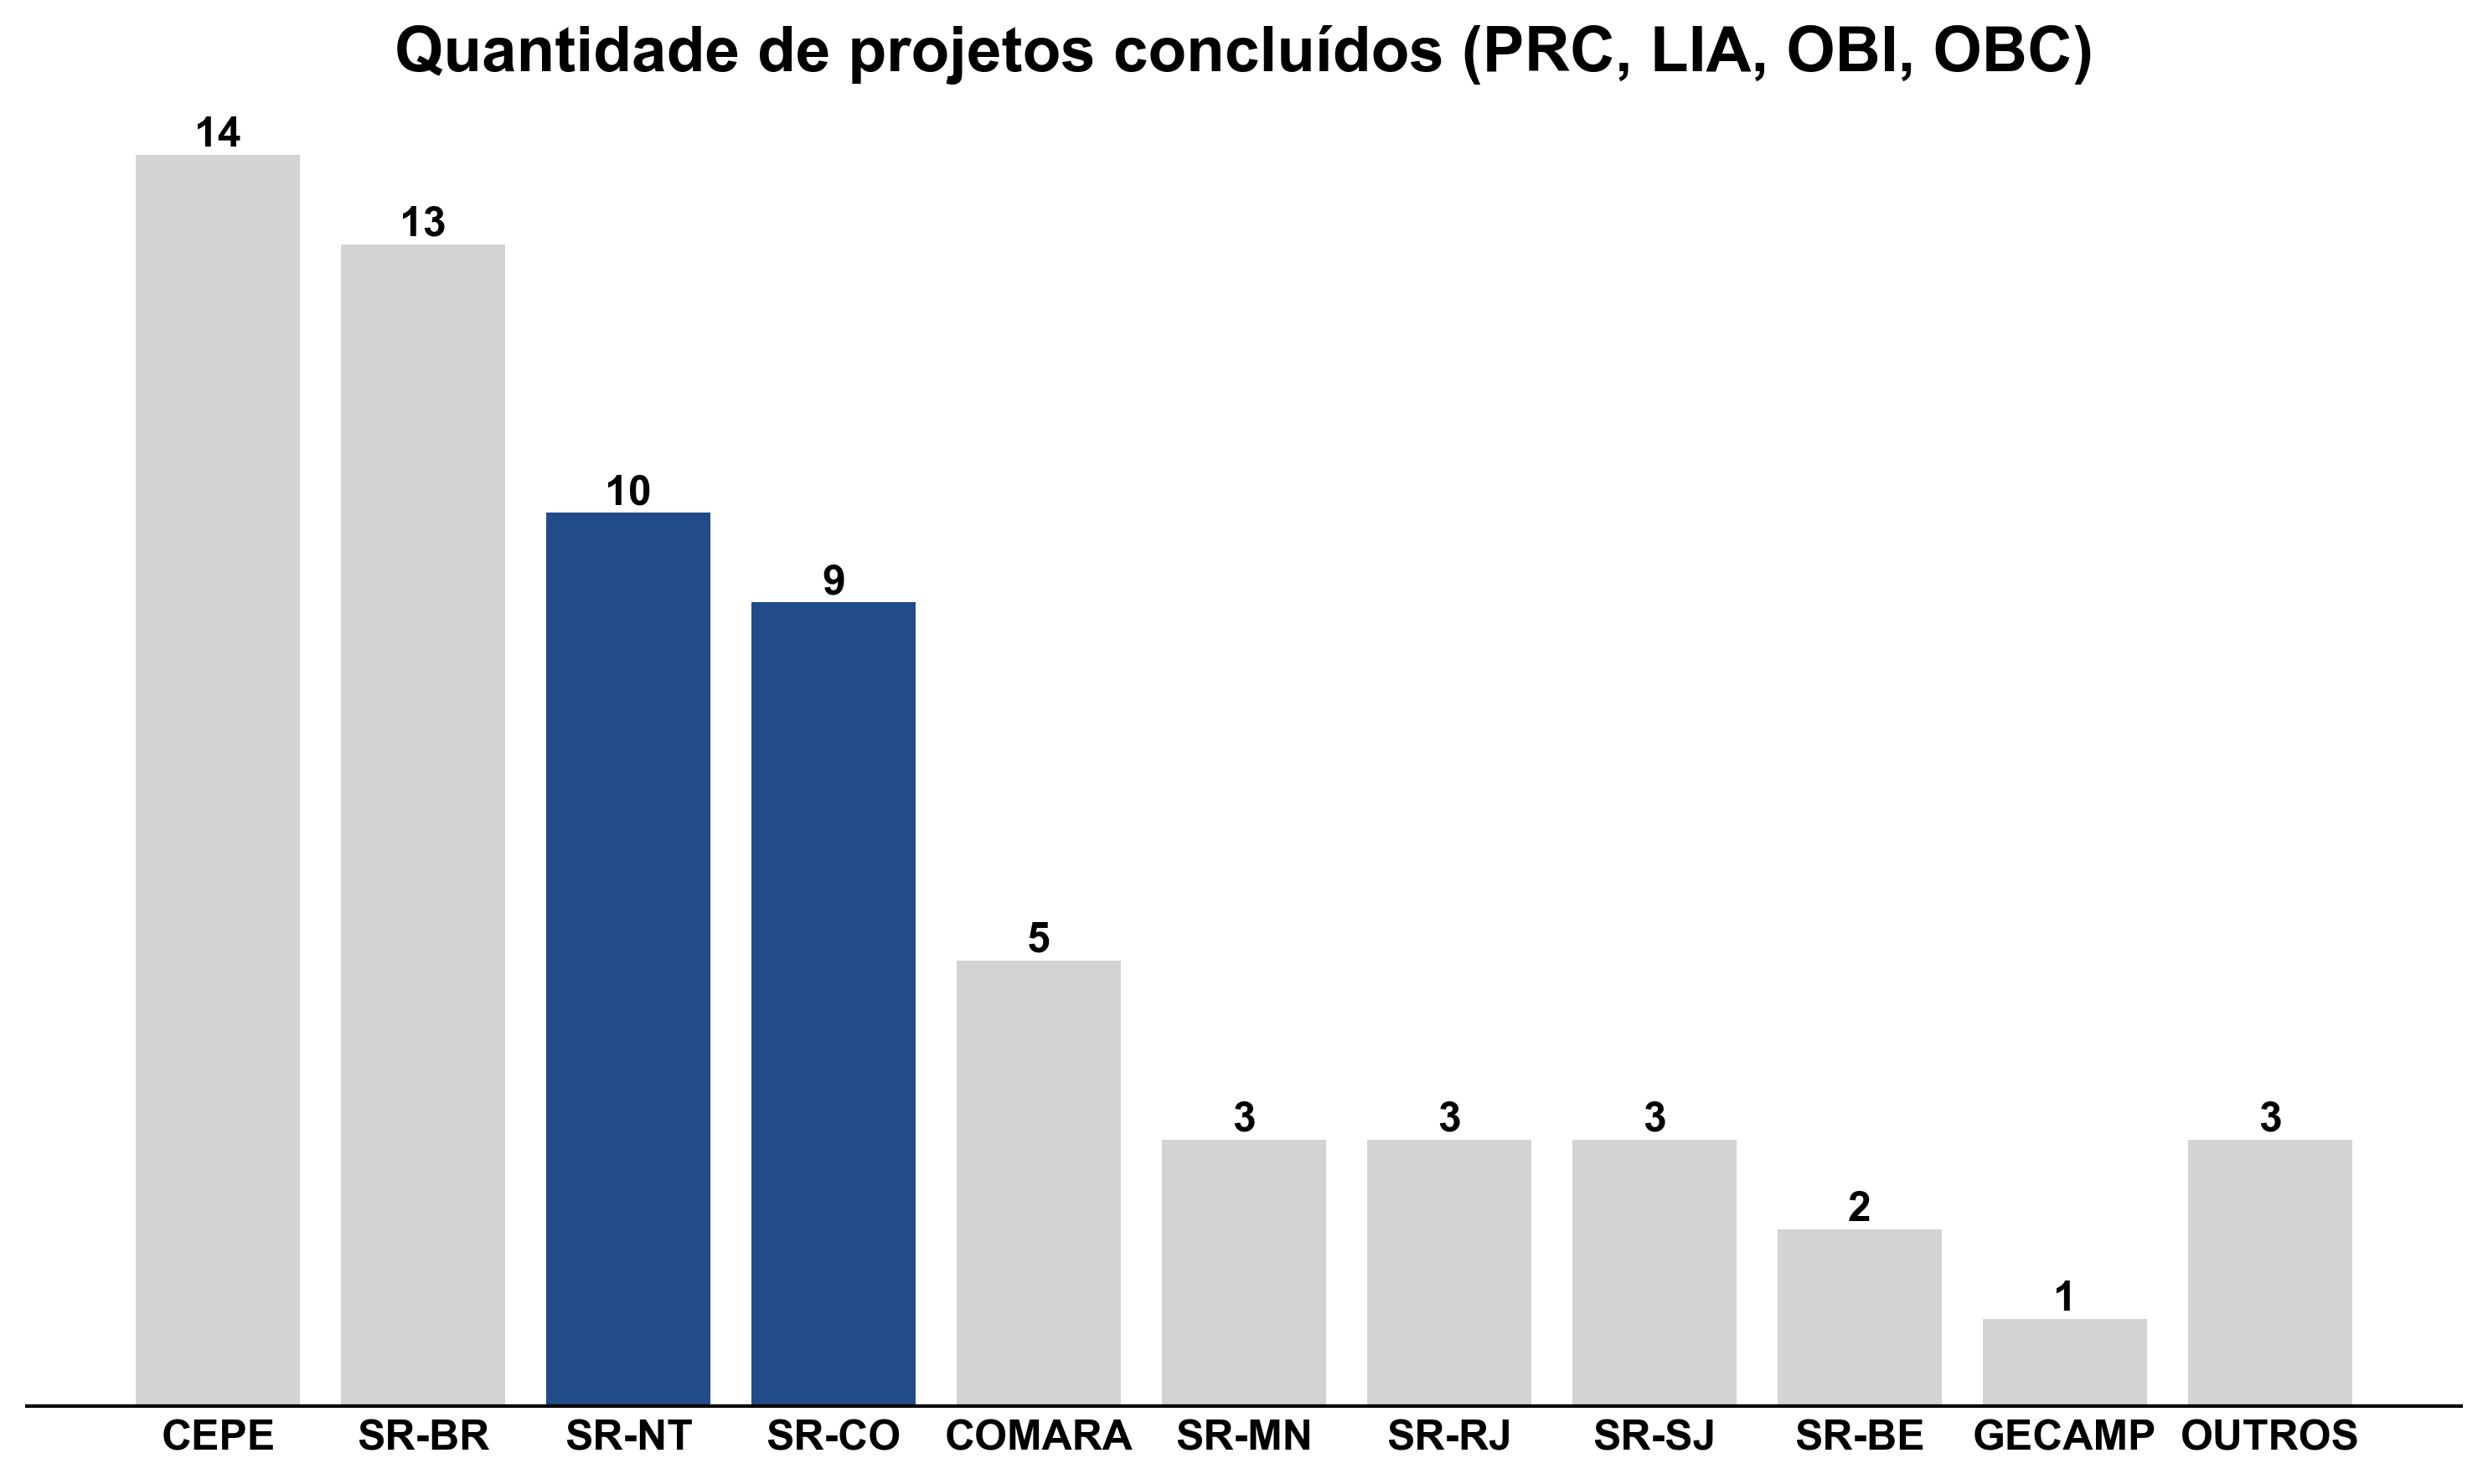 Quantidade de projetos concluídos (PRC, LIA, OBI, OBC)
14
13
10
9
5
3
3
3
2
1
3
CEPE
SR-BR
SR-NT
SR-CO
COMARA
SR-MN
SR-RJ
SR-SJ
SR-BE
GECAMP
OUTROS